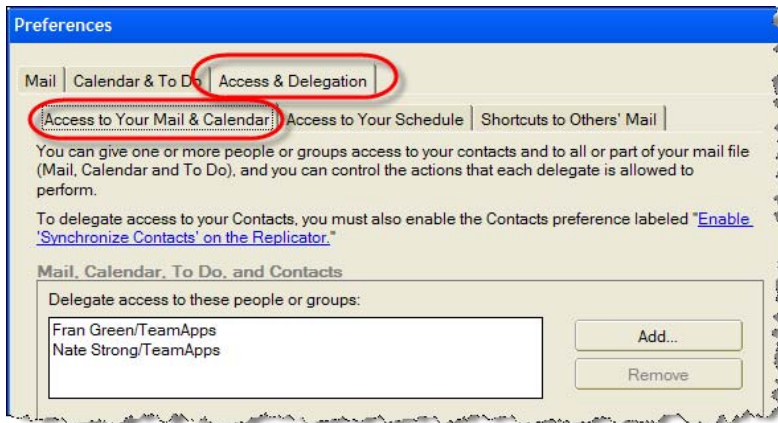 Preferences
Mail Calendar & To Do Access & Delegation
Access to Your Mail & Calendar Access to Your Schedule Shortcuts to Others' Mail
You can give one or more people or groups access to your contacts and to all or part of your mail file
(Mail, Calendar and To Do), and you can control the actions that each delegate is allowed to
perform.
To delegate access to your Contacts, you must also enable the Contacts preference labeled "Enable
'Synchronize Contacts' on the Replicator."
Mail, Calendar, To Do, and Contacts
Delegate access to these people or groups:
Fran Green/TeamApps
Nate Strong/TeamApps
Add...
Remove